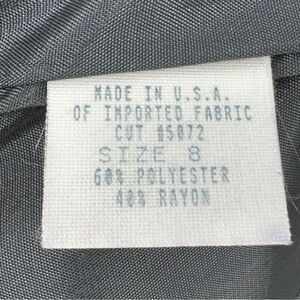 MADE IN U.S.A.
OF IMPORTED FABRIC
CUT #5072
SIZE 8
60% POLYESTER
40% RAYON